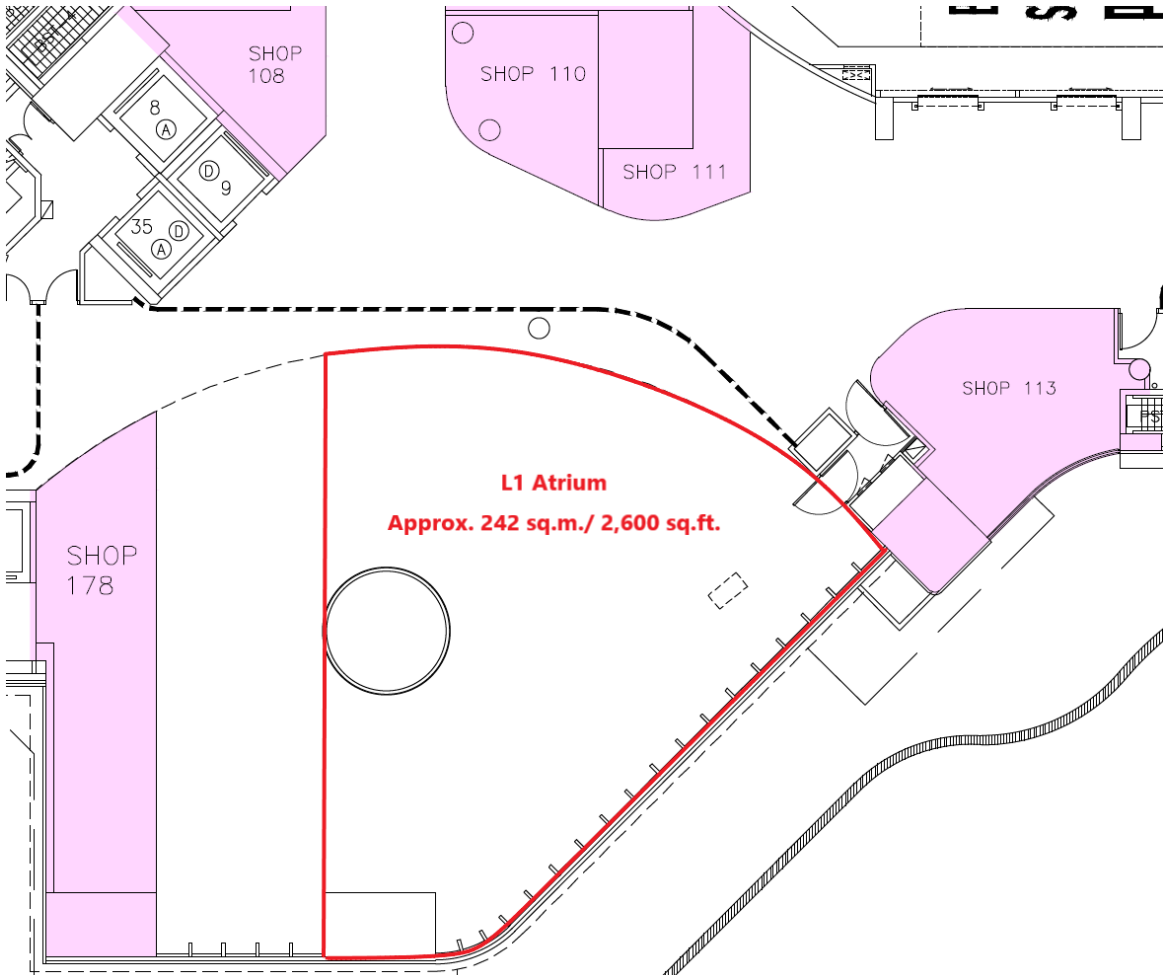 SHOP
108
SHOP 110
SHOP 111
8
A
D
9
35
D
A
SHOP 113
L1 Atrium
Approx. 242 sq.m./ 2,600 sq.ft.
SHOP
178